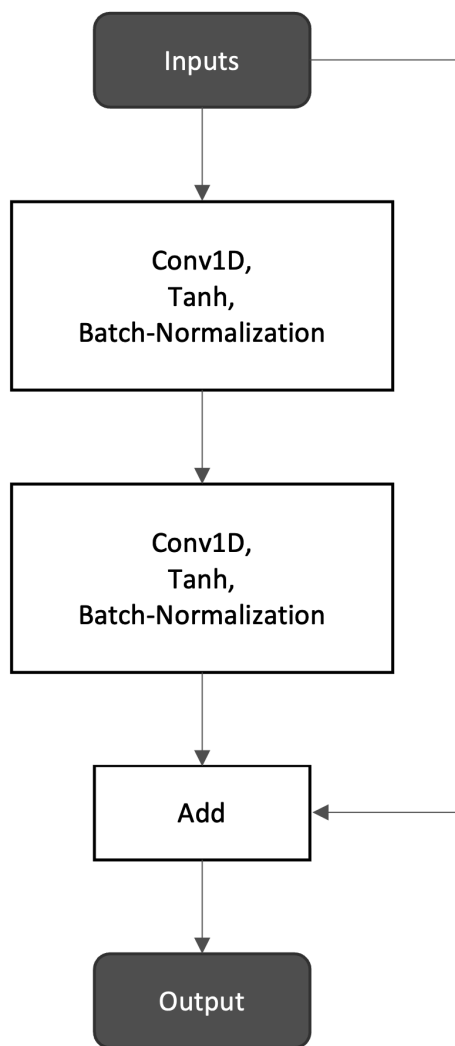 Inputs
Conv1D,
Tanh,
Batch-Normalization
Conv1D,
Tanh,
Batch-Normalization
Add
Output